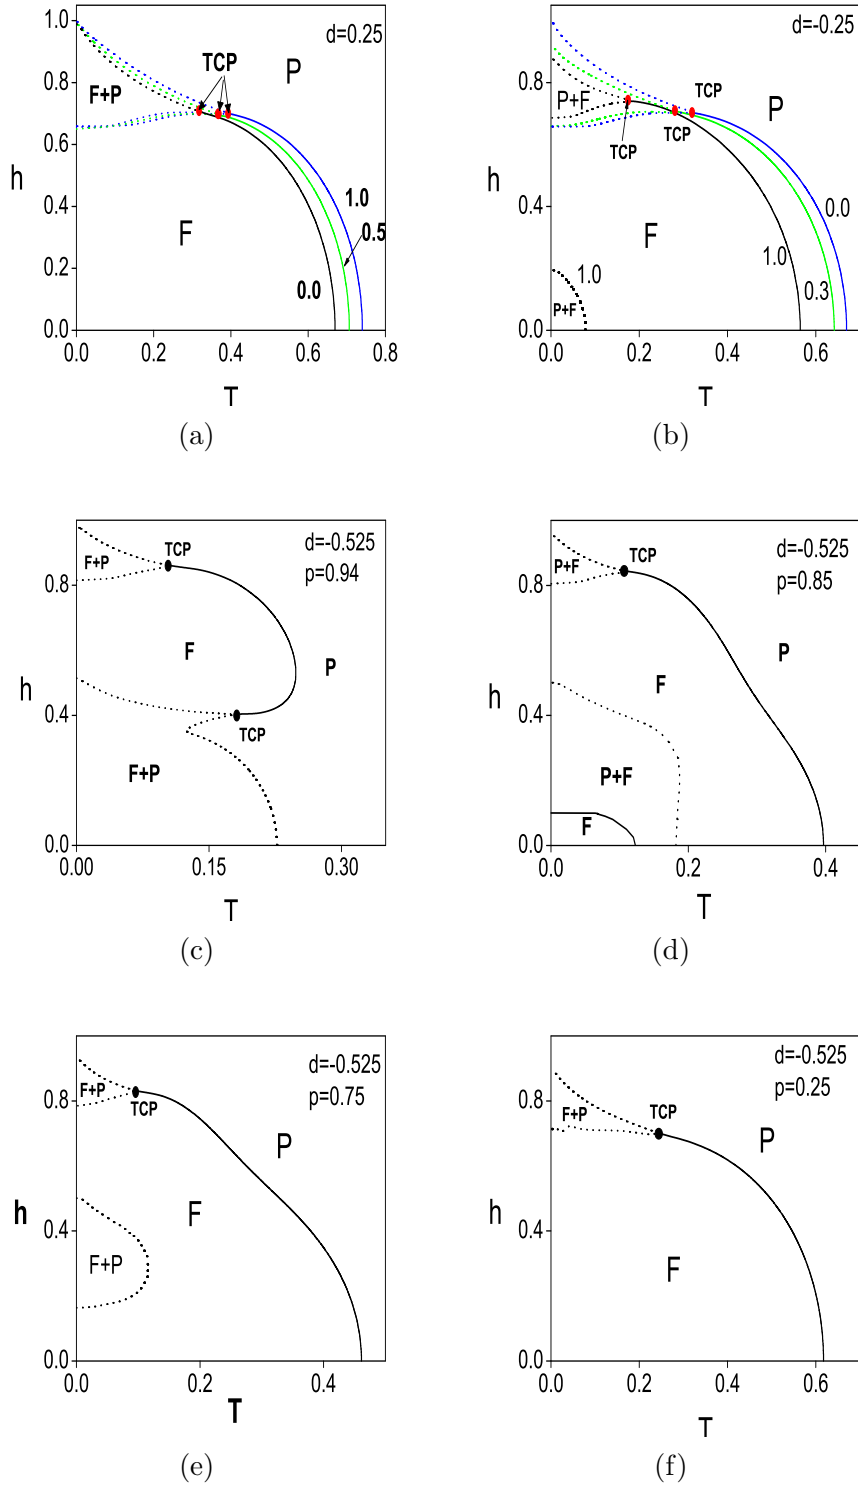 1.0
0.8
0.6
0.4
0.2
0.0
h
d=0.25
TCP
P
F+P
F
1.0
0.5
0.0
0.0 0.2 0.4 0.6 0.8
T
(a)
0.8
0.4
0.0
h
d=-0.25
TCP
P
P+F
TCP
TCP
F
0.0
1.0
1.0
0.3
P+F
0.0 0.2 0.4 0.6
T
(b)
0.8
0.4
0.0
h
d=-0.525
p=0.94
TCP
F+P
F
P
TCP
F+P
0.00 0.15 0.30
T
(c)
0.8
0.4
0.0
h
d=-0.525
p=0.85
TCP
P+F
P
F
P+F
F
0.0 0.2 0.4
T
(d)
0.8
0.4
0.0
h
d=-0.525
p=0.75
F+P
TCP
P
F
F+P
0.0 0.2 0.4
T
(e)
0.8
0.4
0.0
h
d=-0.525
p=0.25
F+P
TCP
P
F
0.0 0.2 0.4 0.6
T
(f)